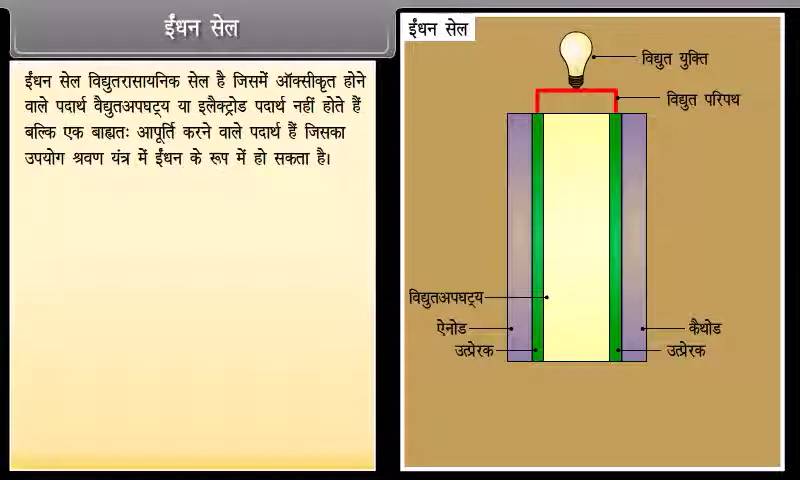 ईंधन सेल
ईंधन सेल विद्युतरासायनिक सेल है जिसमें ऑक्सीकृत होने
वाले पदार्थ वैद्युतअपघट्य या इलैक्ट्रोड पदार्थ नहीं होते हैं
बल्कि एक बाह्यतः आपूर्ति करने वाले पदार्थ हैं जिसका
उपयोग श्रवण यंत्र में ईंधन के रूप में हो सकता है।
ईंधन सेल
विद्युत युक्ति
विद्युत परिपथ
विद्युतअपघट्य
ऐनोड
कैथोड
उत्प्रेरक
उत्प्रेरक